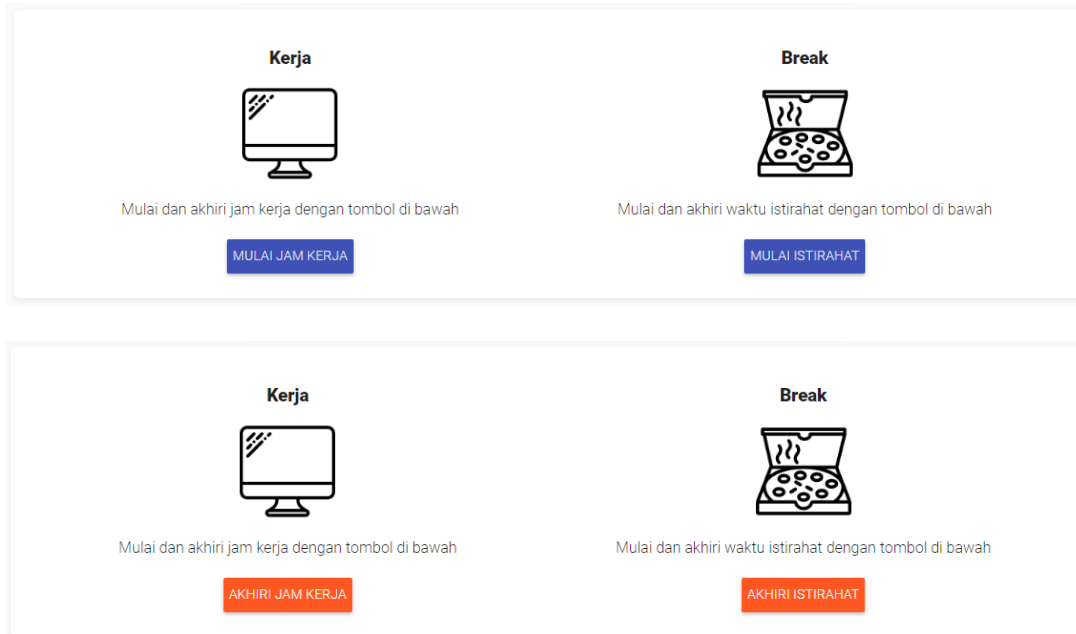 Kerja
Break
Mulai dan akhiri jam kerja dengan tombol di bawah
Mulai dan akhiri waktu istirahat dengan tombol di bawah
MULAI JAM KERJA
MULAI ISTIRAHAT
Kerja
Break
Mulai dan akhiri jam kerja dengan tombol di bawah
Mulai dan akhiri waktu istirahat dengan tombol di bawah
AKHIRI JAM KERJA
AKHIRI ISTIRAHAT